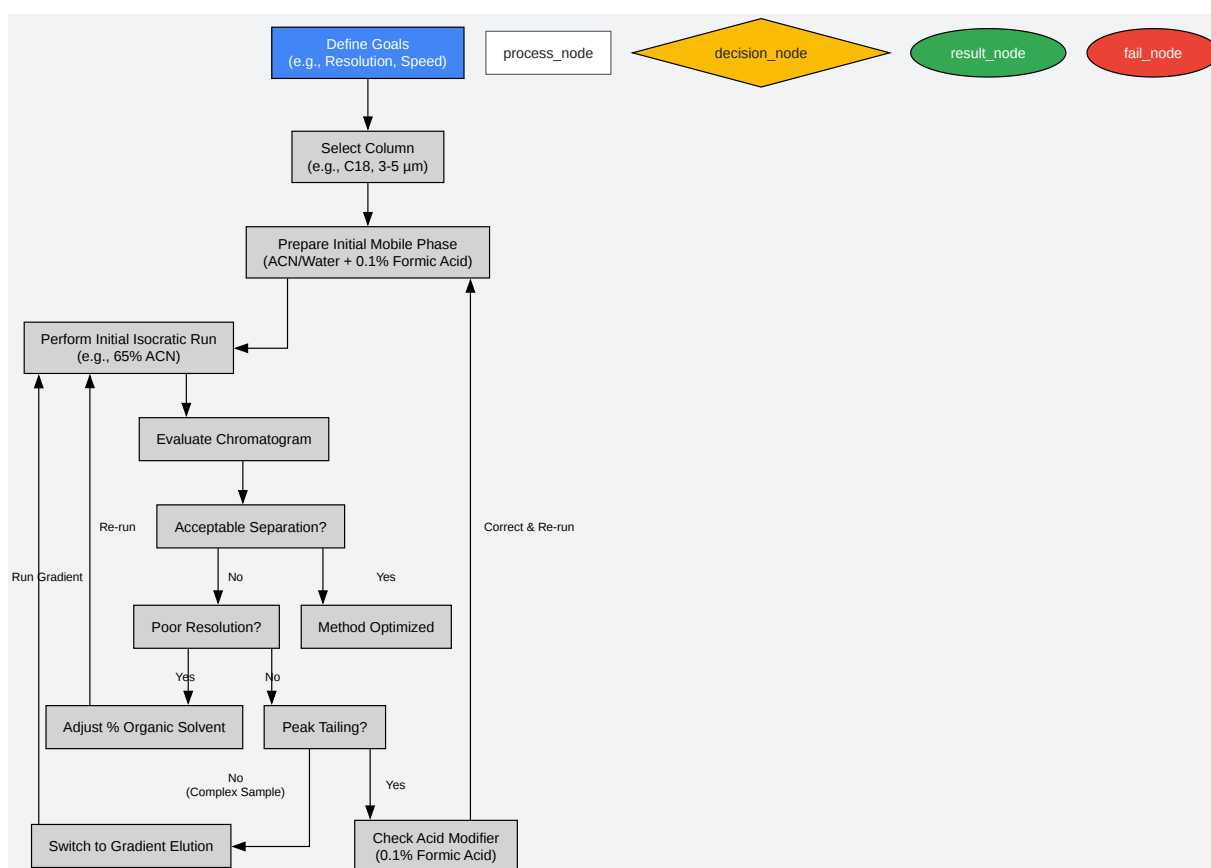 Define Goals
(e.g., Resolution, Speed)
process_node
decision_node
result_node
fail_node
Select Column
(e.g., C18, 3-5 µm)
Prepare Initial Mobile Phase
(ACN/Water + 0.1% Formic Acid)
Perform Initial Isocratic Run
(e.g., 65% ACN)
Evaluate Chromatogram
Acceptable Separation?
Re-run
Correct & Re-run
Run Gradient
No
Yes
Poor Resolution?
Method Optimized
Yes
No
Adjust % Organic Solvent
Peak Tailing?
No
(Complex Sample)
Yes
Switch to Gradient Elution
Check Acid Modifier
(0.1% Formic Acid)